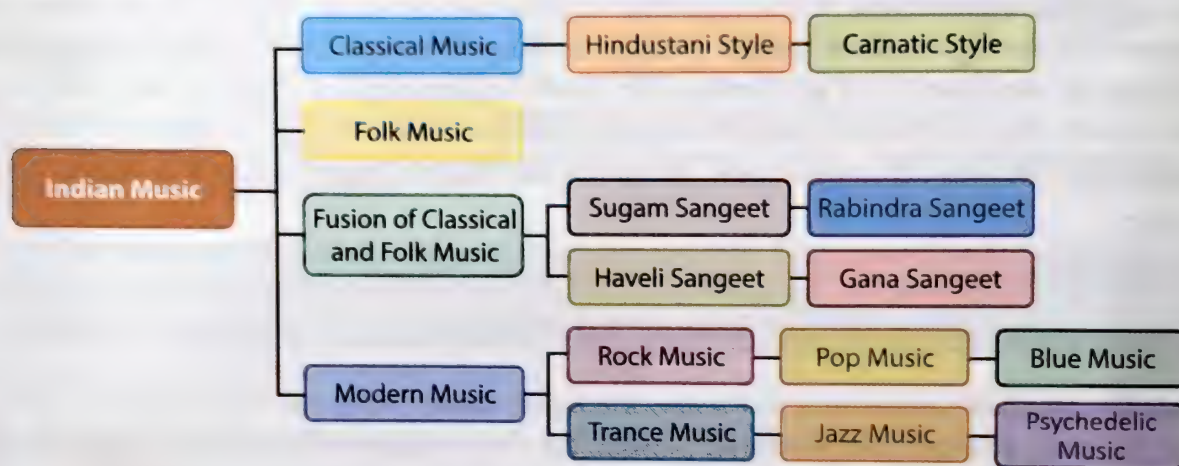 Classical Music
Hindustani Style
Carnatic Style
Folk Music
Indian Music
Fusion of Classical
and Folk Music
Sugam Sangeet
Rabindra Sangeet
Haveli Sangeet
Gana Sangeet
Modern Music
Rock Music
Pop Music
Blue Music
Trance Music
Jazz Music
Psychedelic
Music